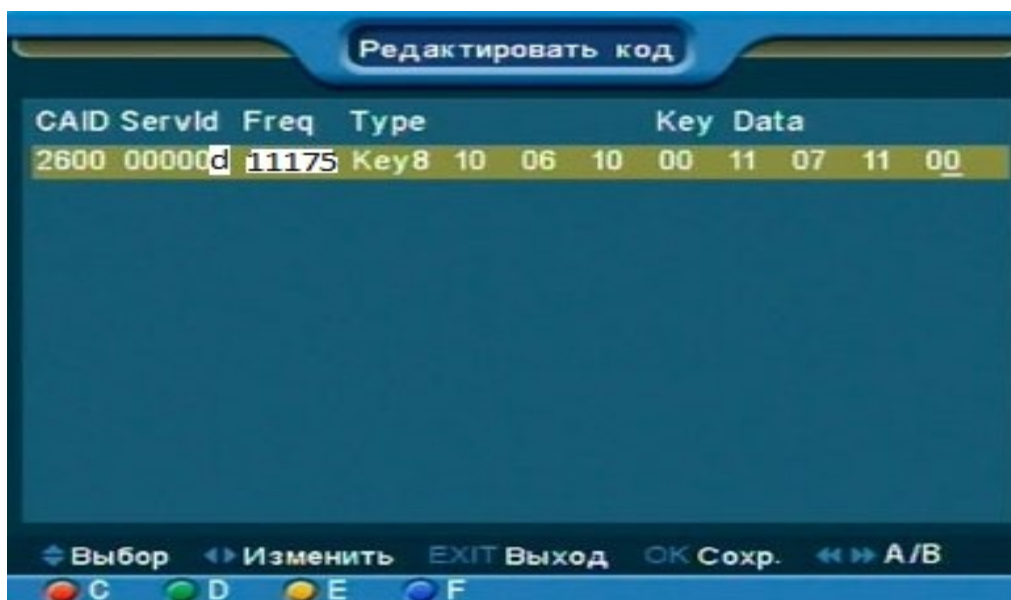 Редактировать код
CAID ServId Freq Type Key Data
2600 00000d 11175 Key8 10 06 10 00 11 07 11 00
Выбор Изменить EXIT Выход OK Сохр. A/B
C D E F